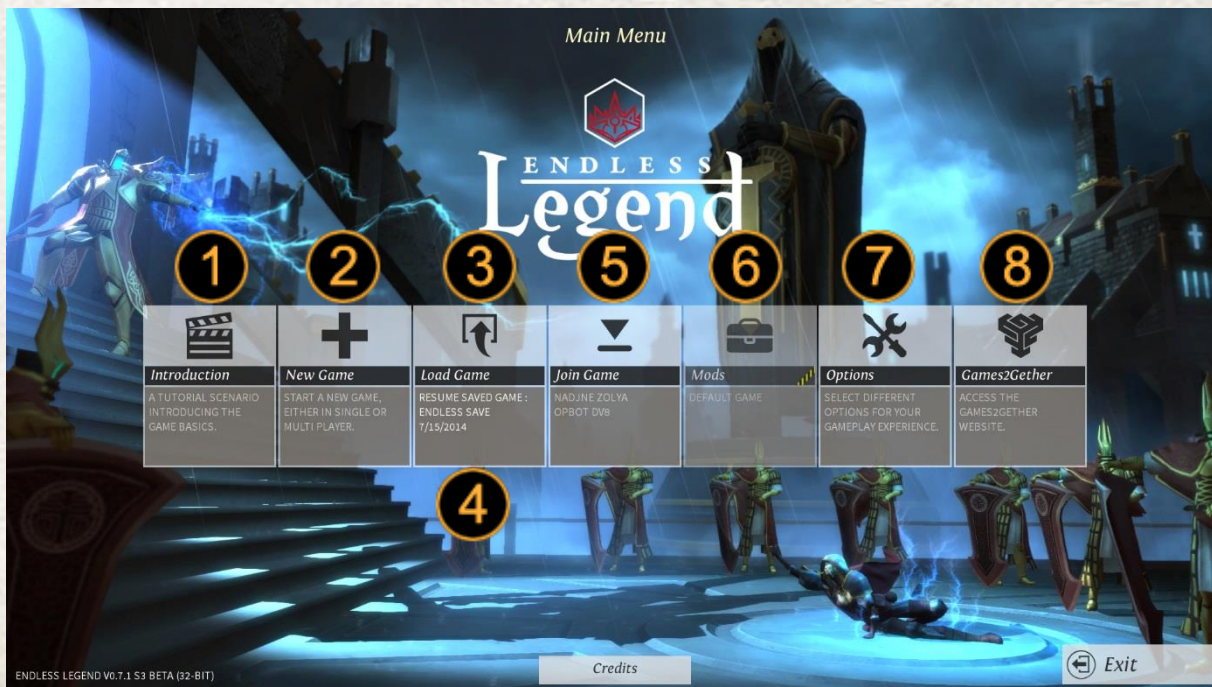 Main Menu
ENDLESS
Legend
1 2 3 5 6 7 8
Introduction
A TUTORIAL SCENARIO
INTRODUCING THE
GAME BASICS.
New Game
START A NEW GAME,
EITHER IN SINGLE OR
MULTI PLAYER.
Load Game
RESUME SAVED GAME :
ENDLESS SAVE
7/15/2014
Join Game
NADJNE ZOLYA
OPBOT DV8
Mods
DEFAULT GAME
Options
SELECT DIFFERENT
OPTIONS FOR YOUR
GAMEPLAY EXPERIENCE.
Games2Gether
ACCESS THE
GAMES2GETHER
WEBSITE.
4
Credits
Exit
ENDLESS LEGEND V0.7.1 S3 BETA (32-BIT)